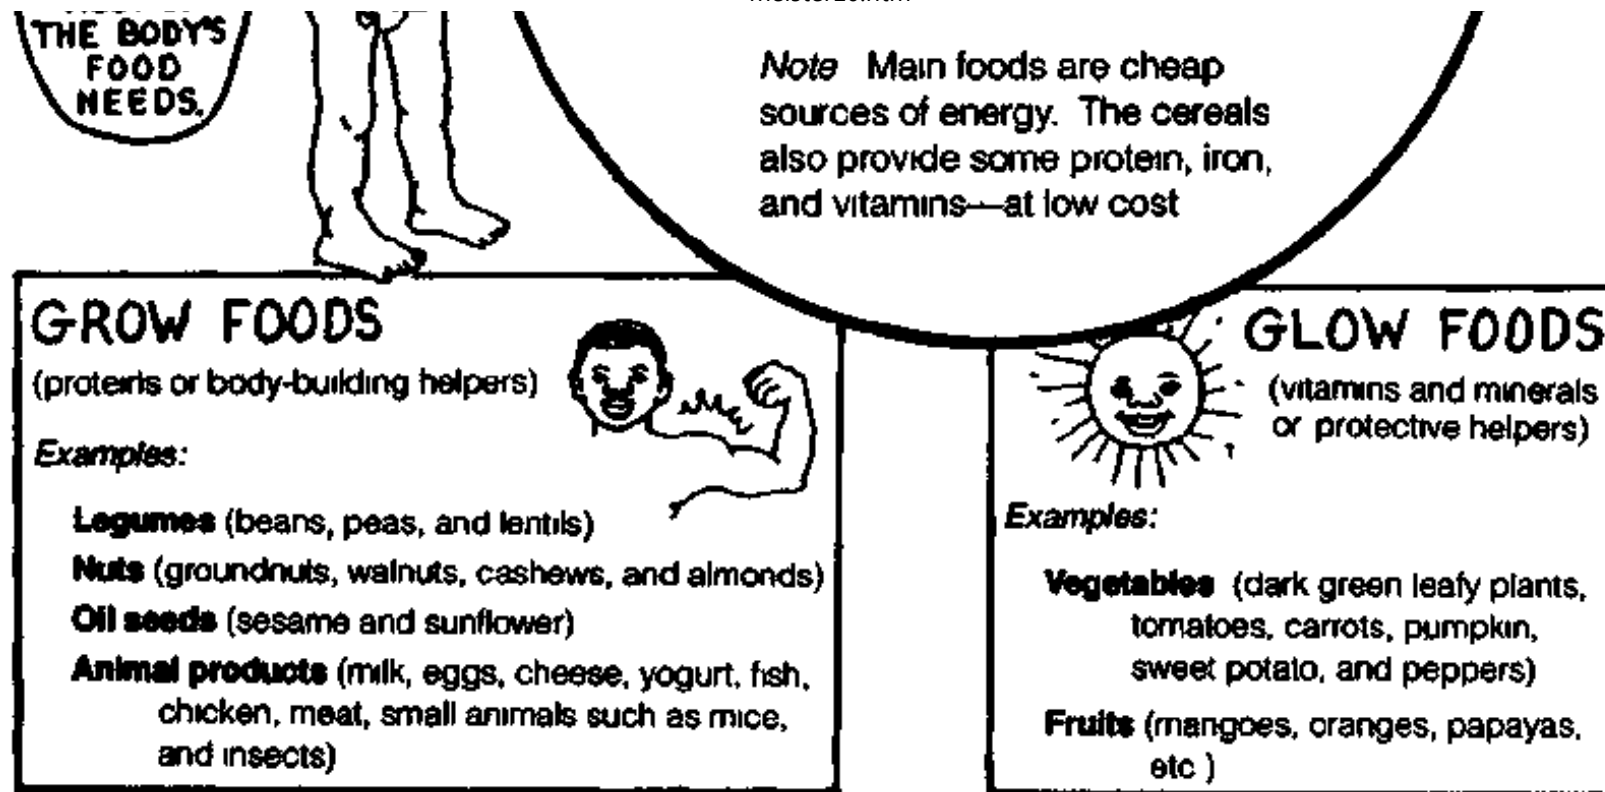 THE BODY'S
FOOD
NEEDS.
Note Main foods are cheap
sources of energy. The cereals
also provide some protein, iron,
and vitamins—at low cost
GROW FOODS
(proteins or body-building helpers)
Examples:
Legumes (beans, peas, and lentils)
Nuts (groundnuts, walnuts, cashews, and almonds)
Oil seeds (sesame and sunflower)
Animal products (milk, eggs, cheese, yogurt, fish,
chicken, meat, small animals such as mice,
and insects)
GLOW FOODS
(vitamins and minerals
or protective helpers)
Examples:
Vegetables (dark green leafy plants,
tomatoes, carrots, pumpkin,
sweet potato, and peppers)
Fruits (mangoes, oranges, papayas,
etc )